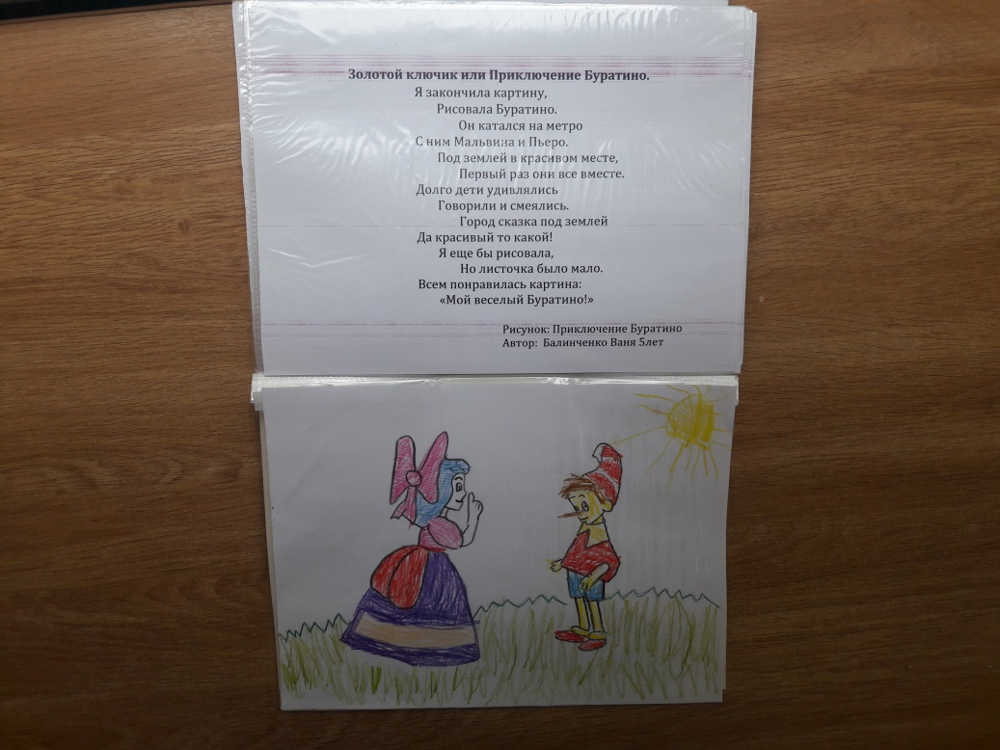 Золотой ключик или Приключение Буратино.
Я закончила картину,
Рисовала Буратино.
Он катался на метро
С ним Мальвина и Пьеро.
Под землей в красивом месте,
Первый раз они все вместе.
Долго дети удивлялись
Говорили и смеялись.
Город сказка под землей
Да красивый то какой!
Я еще бы рисовала,
Но листочка было мало.
Всем понравилась картина:
«Мой веселый Буратино!»
Рисунок: Приключение Буратино
Автор: Балинченко Ваня 5лет